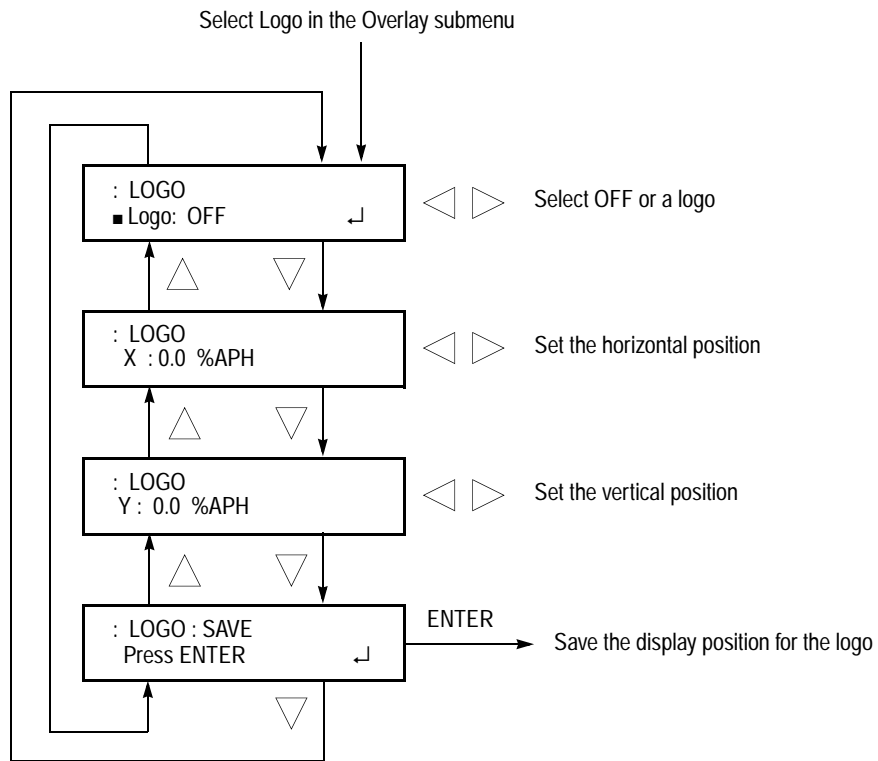 Select Logo in the Overlay submenu
: LOGO
■ Logo: OFF ↵
Select OFF or a logo
: LOGO
X : 0.0 %APH
Set the horizontal position
: LOGO
Y : 0.0 %APH
Set the vertical position
: LOGO : SAVE
Press ENTER ↵
ENTER
Save the display position for the logo